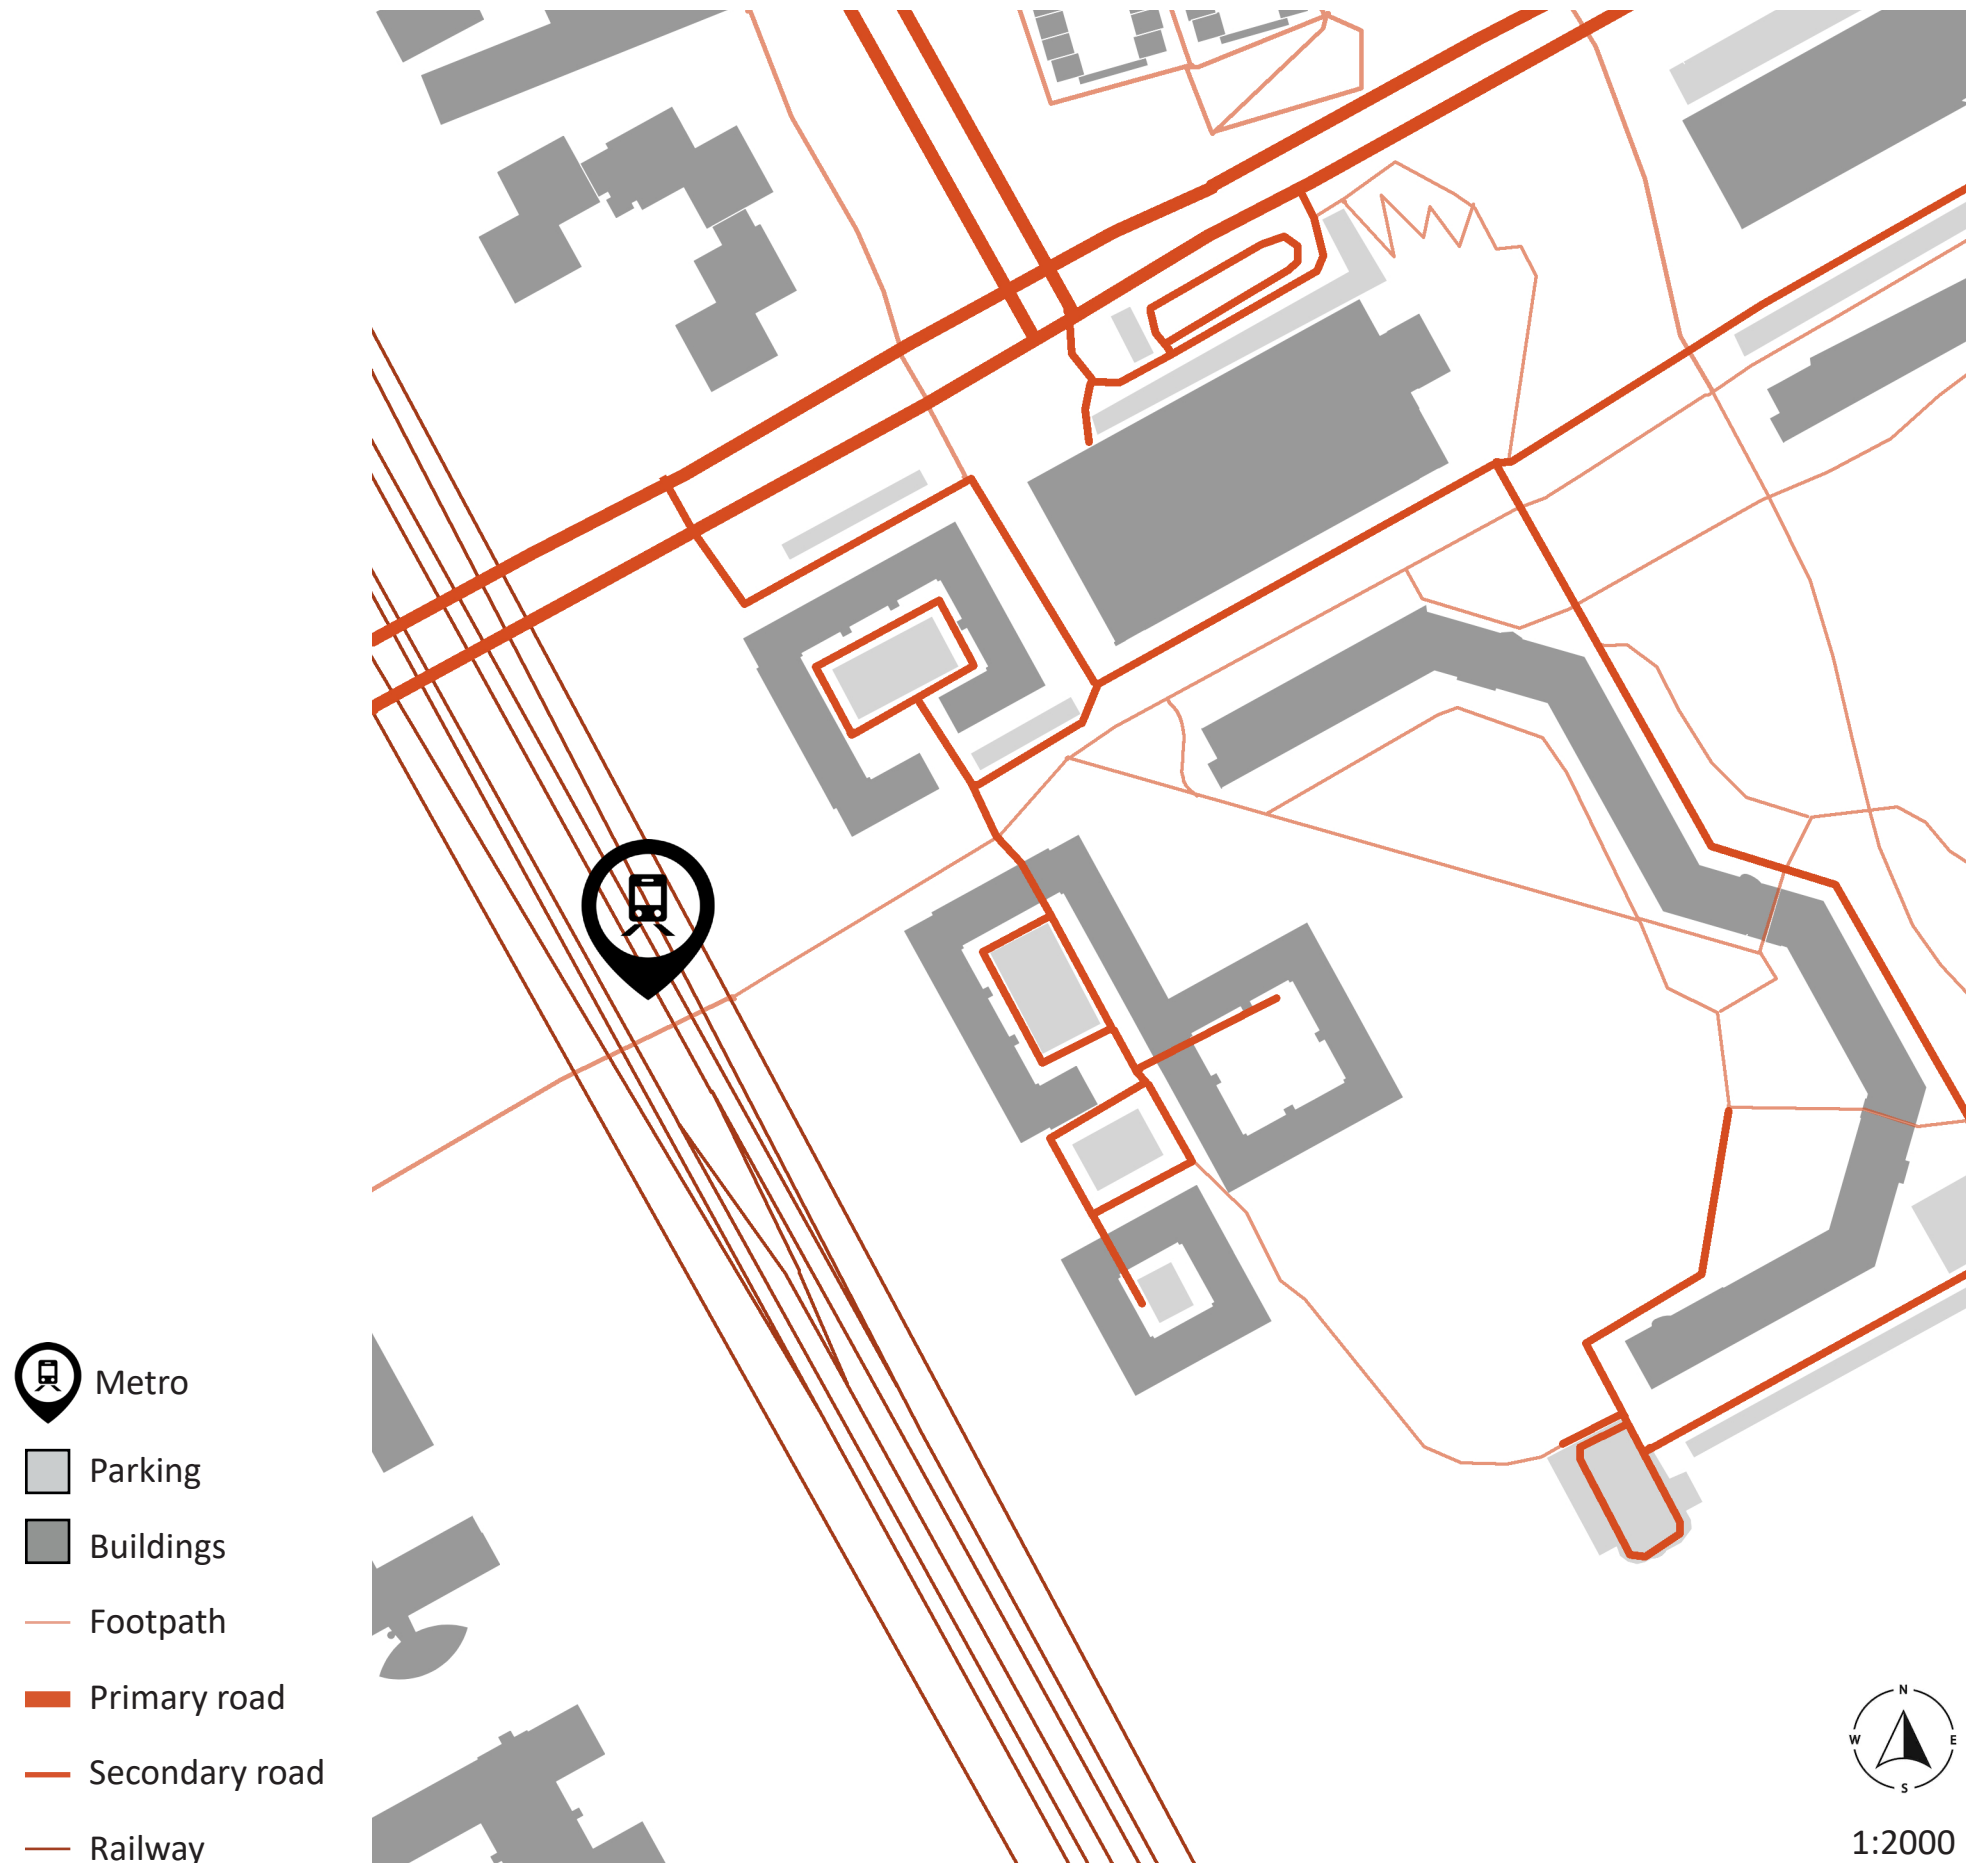 Metro
Parking
Buildings
Footpath
Primary road
Secondary road
Railway
N
W E
S
1:2000